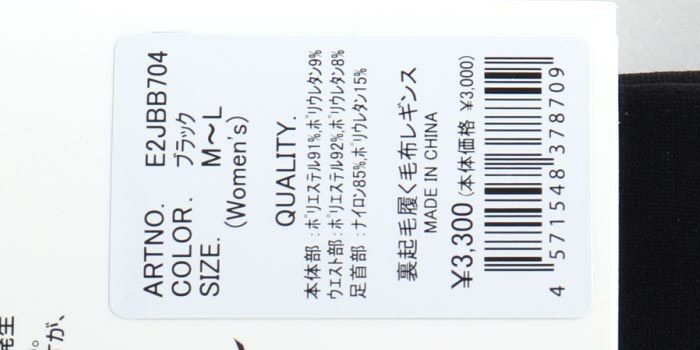 ARTNO. E2JBB704
COLOR. ブラック
SIZE. M～L
(Women's)
QUALITY.
本体部：ポリエステル91%,ポリウレタン9%
ウエスト部：ポリエステル92%,ポリウレタン8%
足首部：ナイロン85%,ポリウレタン15%
裏起毛履く毛布レギンス
MADE IN CHINA
¥3,300(本体価格 ¥3,000)
4 571548 378709
発生
が、